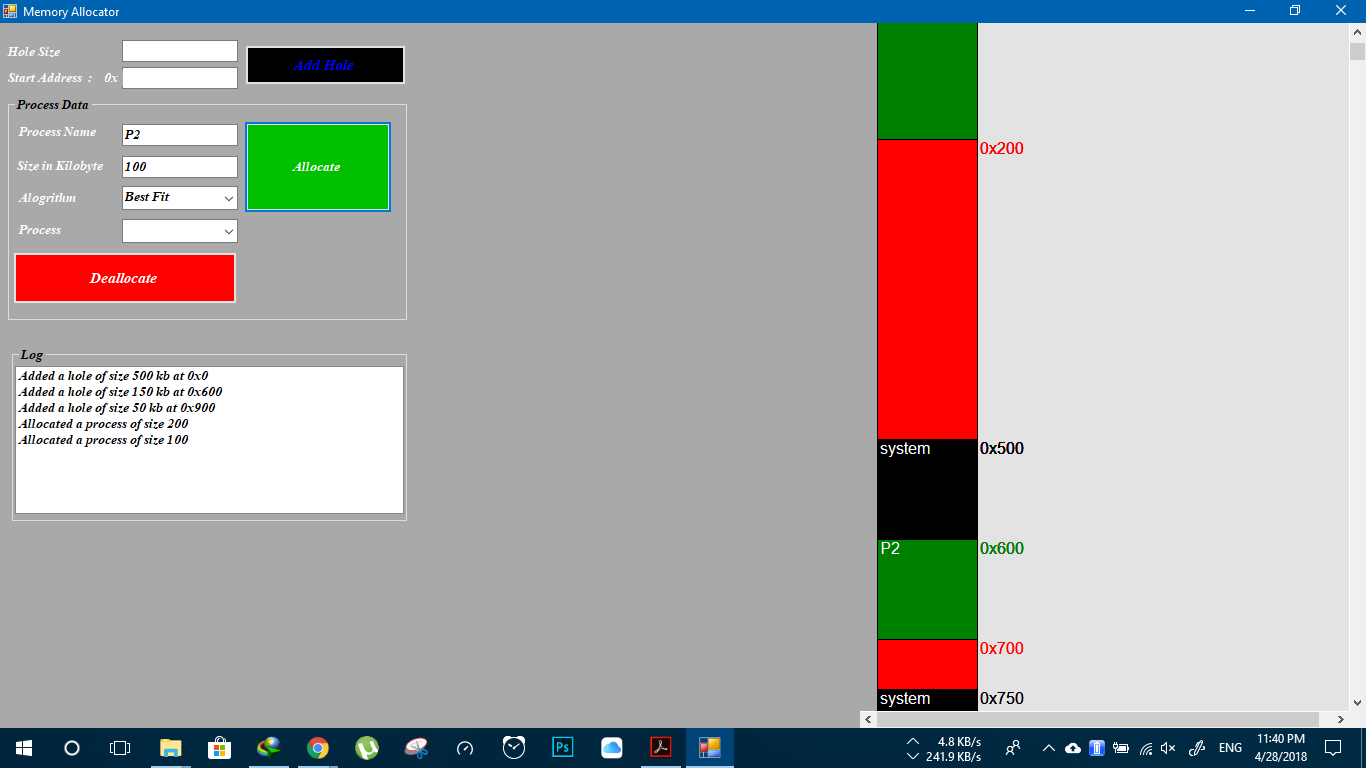 Memory Allocator
Hole Size
Add Hole
Start Address : 0x
Process Data
Process Name
P2
Size in Kilobyte
100
Allocate
Alogrithm
Best Fit
Process
Deallocate
Log
Added a hole of size 500 kb at 0x0
Added a hole of size 150 kb at 0x600
Added a hole of size 50 kb at 0x900
Allocated a process of size 200
Allocated a process of size 100
0x200
system 0x500
P2 0x600
0x700
system 0x750
Ps
4.8 KB/s
241.9 KB/s
ENG
11:40 PM
4/28/2018